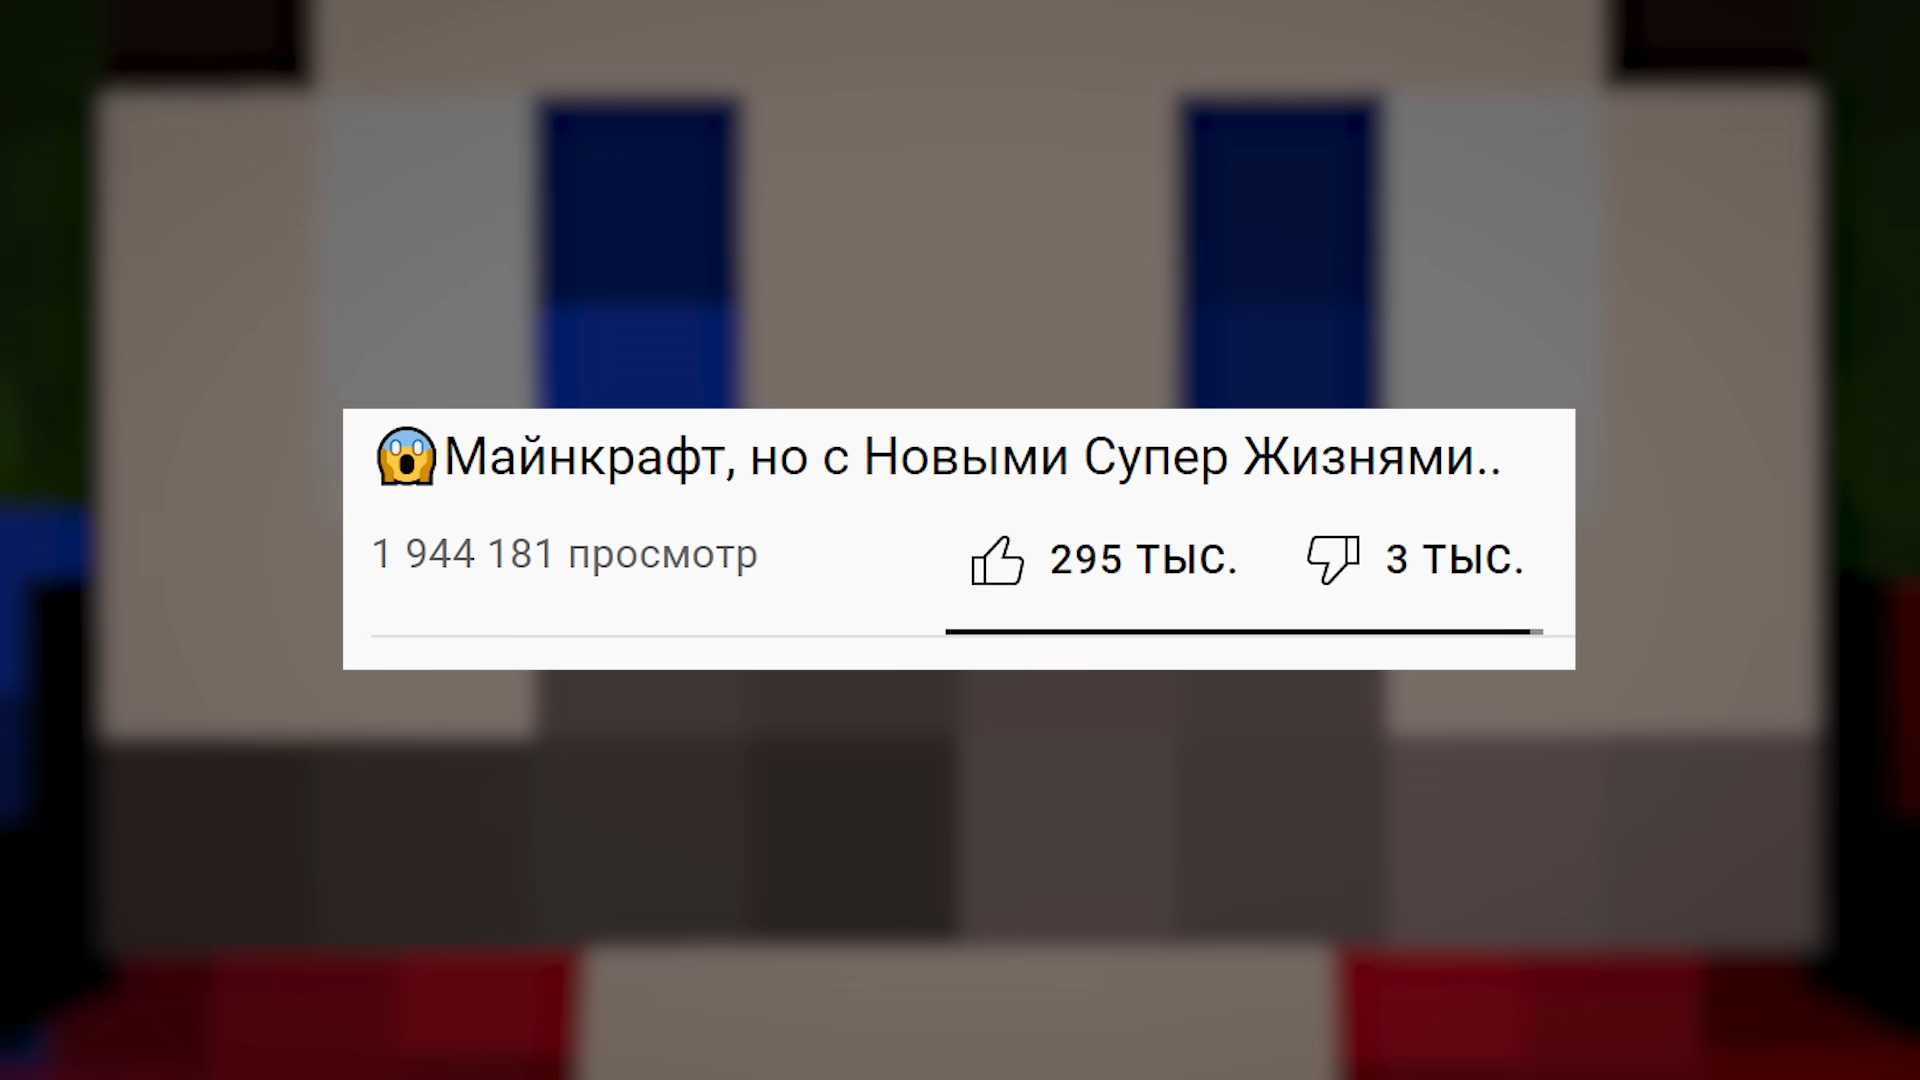 😱Майнкрафт, но с Новыми Супер Жизнями..
1 944 181 просмотр
295 ТЫС.
3 ТЫС.